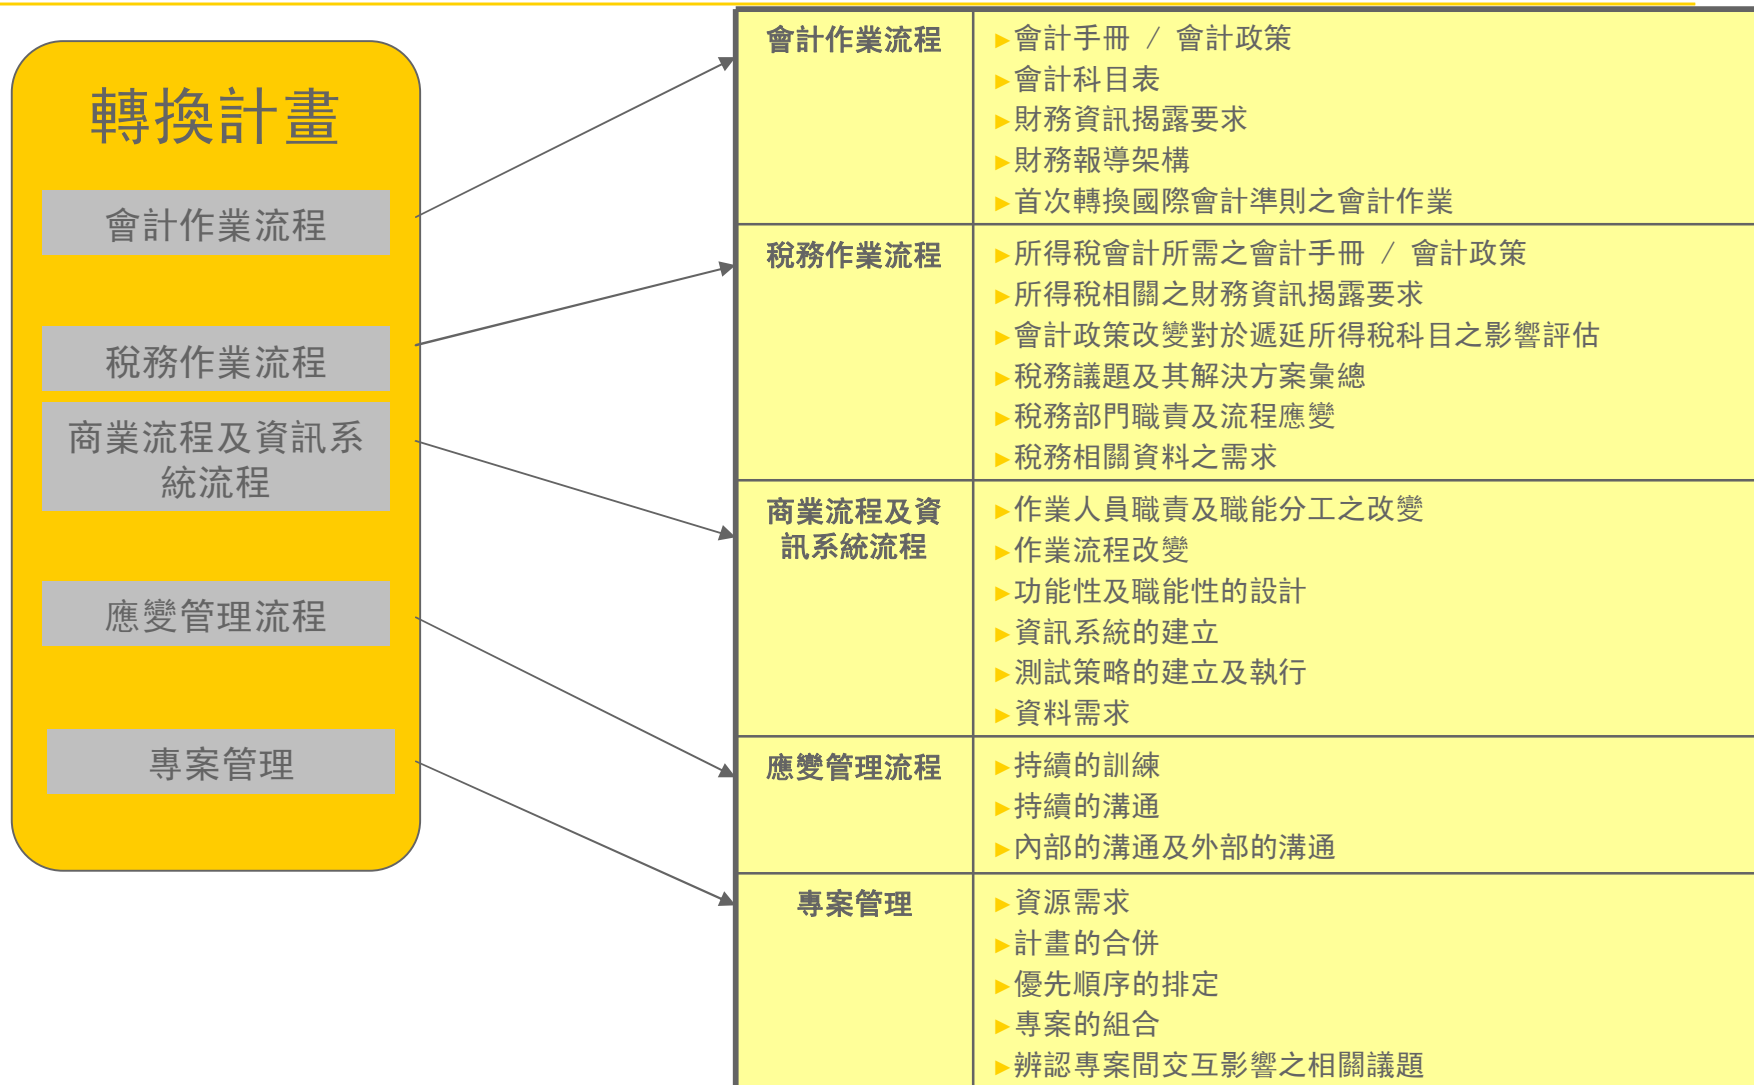 轉換計畫
會計作業流程
稅務作業流程
商業流程及資訊系
統流程
應變管理流程
專案管理
會計作業流程
►會計手冊 / 會計政策
►會計科目表
►財務資訊揭露要求
►財務報導架構
►首次轉換國際會計準則之會計作業
稅務作業流程
►所得稅會計所需之會計手冊 / 會計政策
►所得稅相關之財務資訊揭露要求
►會計政策改變對於遞延所得稅科目之影響評估
►稅務議題及其解決方案彙總
►稅務部門職責及流程應變
►稅務相關資料之需求
商業流程及資
訊系統流程
►作業人員職責及職能分工之改變
►作業流程改變
►功能性及職能性的設計
►資訊系統的建立
►測試策略的建立及執行
►資料需求
應變管理流程
►持續的訓練
►持續的溝通
►內部的溝通及外部的溝通
專案管理
►資源需求
►計畫的合併
►優先順序的排定
►專案的組合
►辨認專案間交互影響之相關議題